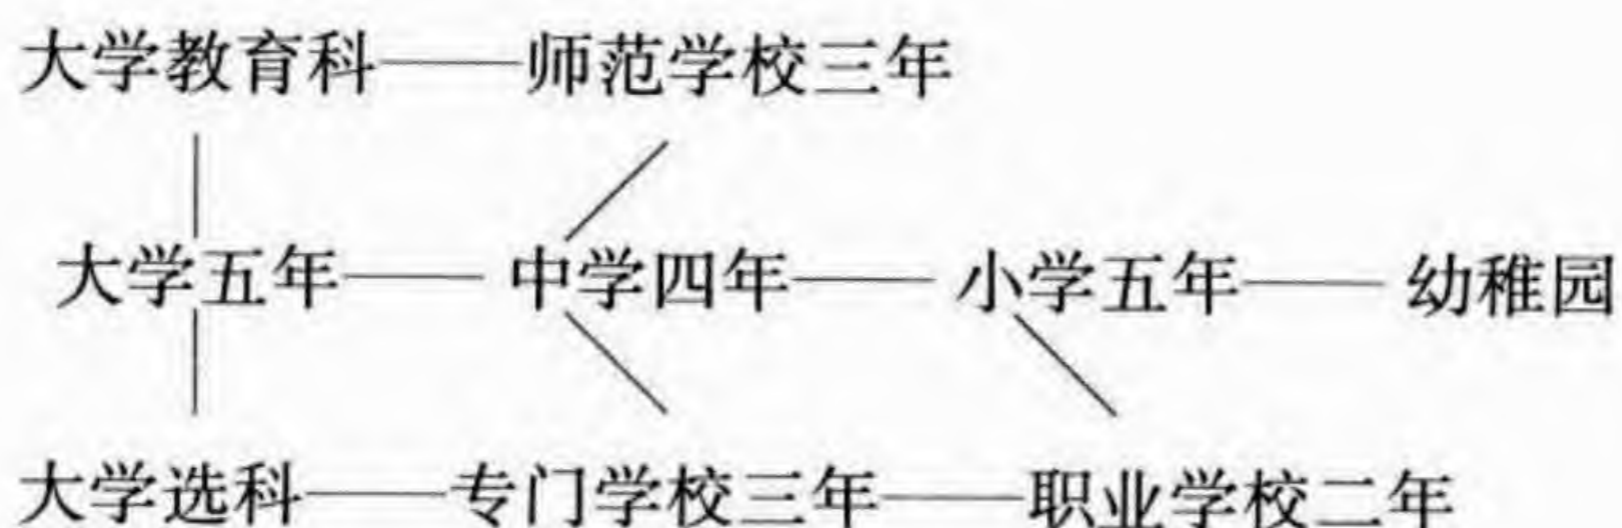 大学教育科——师范学校三年
大学五年——中学四年——小学五年——幼稚园
大学选科——专门学校三年——职业学校二年